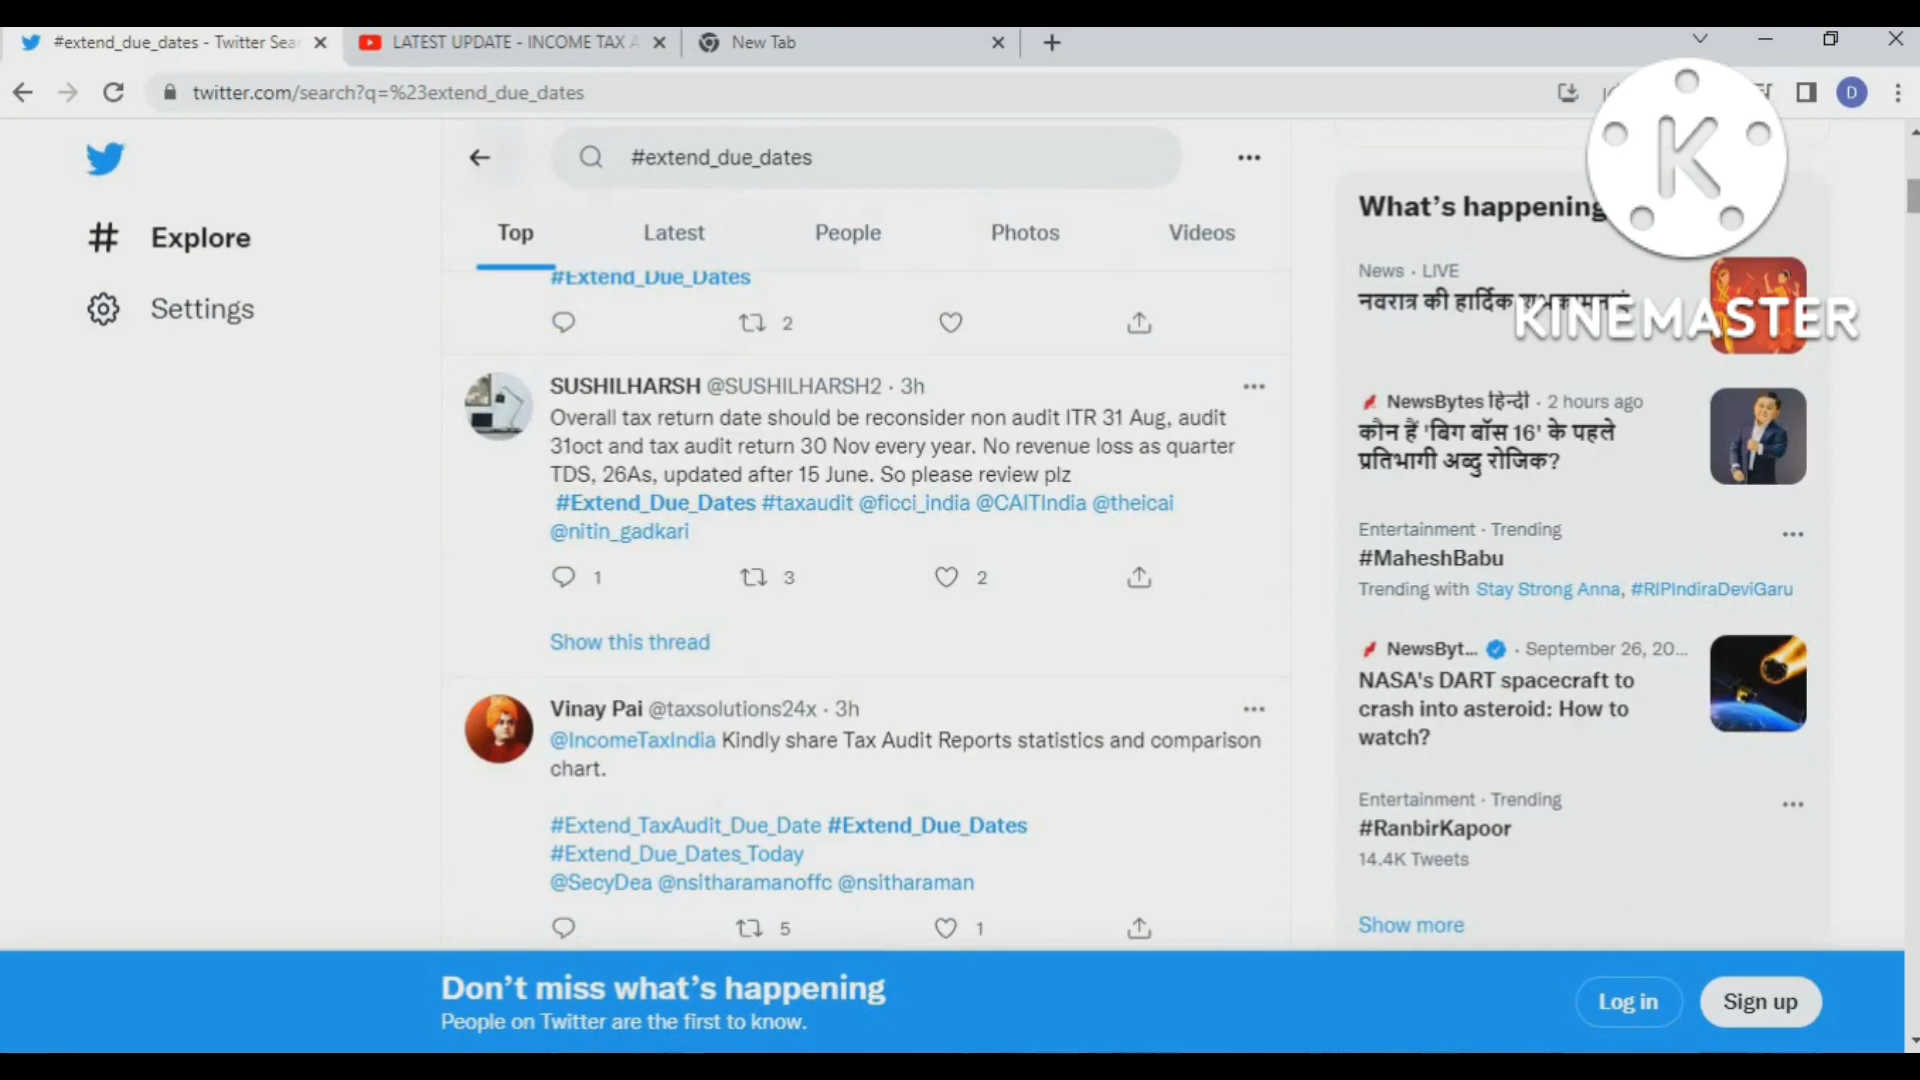 #extend_due_dates - Twitter Sea
LATEST UPDATE - INCOME TAX A
New Tab
twitter.com/search?q=%23extend_due_dates
D
K
KINEMASTER
Explore
Settings
#extend_due_dates
Top
Latest
People
Photos
Videos
#Extend_Due_Dates
2
SUSHILHARSH @SUSHILHARSH2 · 3h
Overall tax return date should be reconsider non audit ITR 31 Aug, audit
31oct and tax audit return 30 Nov every year. No revenue loss as quarter
TDS, 26As, updated after 15 June. So please review plz
#Extend_Due_Dates #taxaudit @ficci_india @CAITIndia @theicai
@nitin_gadkari
1 3 2
Show this thread
Vinay Pai @taxsolutions24x · 3h
@IncomeTaxIndia Kindly share Tax Audit Reports statistics and comparison
chart.
#Extend_TaxAudit_Due_Date #Extend_Due_Dates
#Extend_Due_Dates_Today
@SecyDea @nsitharamanoffc @nsitharaman
5 1
What's happening
News · LIVE
नवरात्र की हार्दिक
NewsBytes हिन्दी · 2 hours ago
कौन हैं 'बिग बॉस 16' के पहले
प्रतिभागी अब्दु रोजिक?
Entertainment · Trending
#MaheshBabu
Trending with Stay Strong Anna, #RIPIndiraDeviGaru
NewsByt... · September 26, 20...
NASA's DART spacecraft to
crash into asteroid: How to
watch?
Entertainment · Trending
#RanbirKapoor
14.4K Tweets
Show more
Don't miss what's happening
People on Twitter are the first to know.
Log in
Sign up